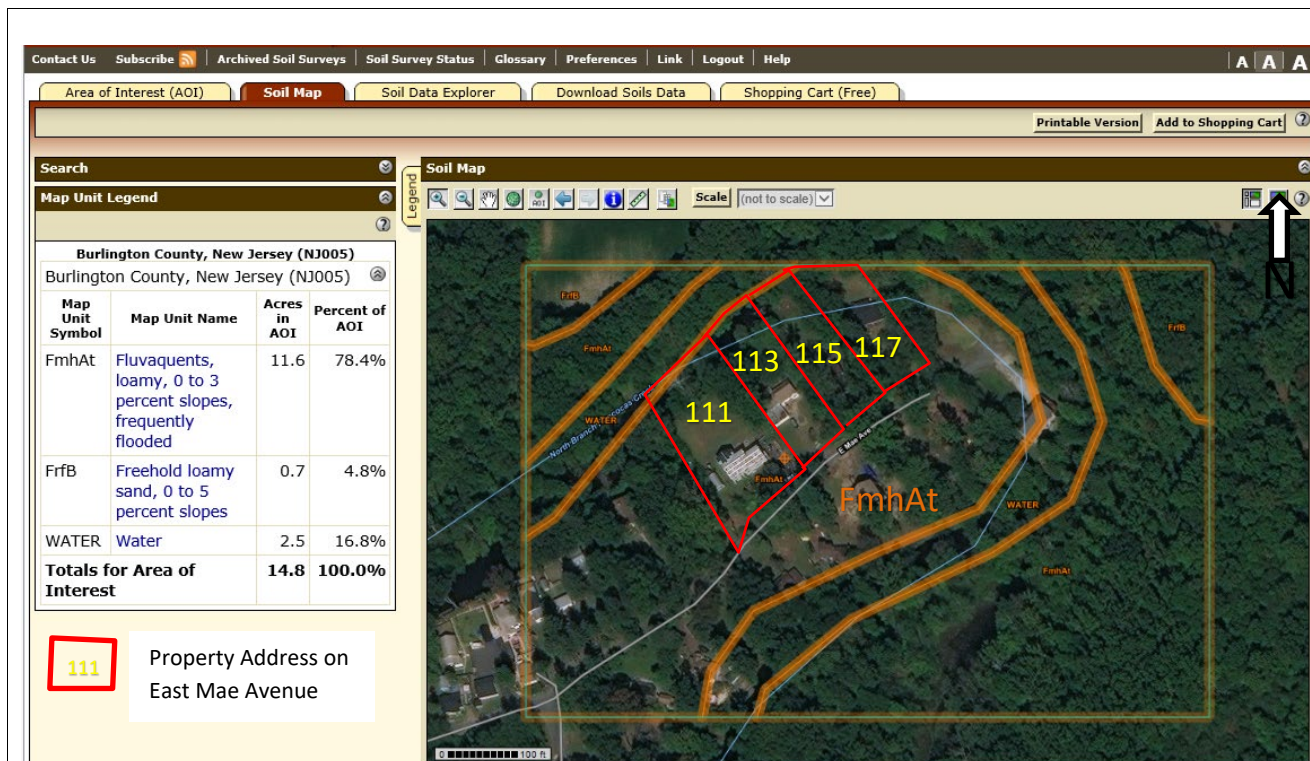 Contact Us Subscribe Archived Soil Surveys Soil Survey Status Glossary Preferences Link Logout Help A A A
Area of Interest (AOI) Soil Map Soil Data Explorer Download Soils Data Shopping Cart (Free)
Printable Version Add to Shopping Cart ?
Search
Map Unit Legend
?
Burlington County, New Jersey (NJ005)
Burlington County, New Jersey (NJ005)
Map Unit Symbol Map Unit Name Acres in AOI Percent of AOI
FmhAt Fluvaquents, 11.6 78.4%
loamy, 0 to 3
percent slopes,
frequently
flooded
FrfB Freehold loamy 0.7 4.8%
sand, 0 to 5
percent slopes
WATER Water 2.5 16.8%
Totals for Area of 14.8 100.0%
Interest
111 Property Address on
East Mae Avenue
Legend
Soil Map
AOI Scale (not to scale) ?
N
FrfB
FmhAt
FrfB
113 115 117
111
North Branch Rancocas Creek
WATER
E Mae Ave
FmhAt
FmhAt
WATER
FmhAt
0 100 ft